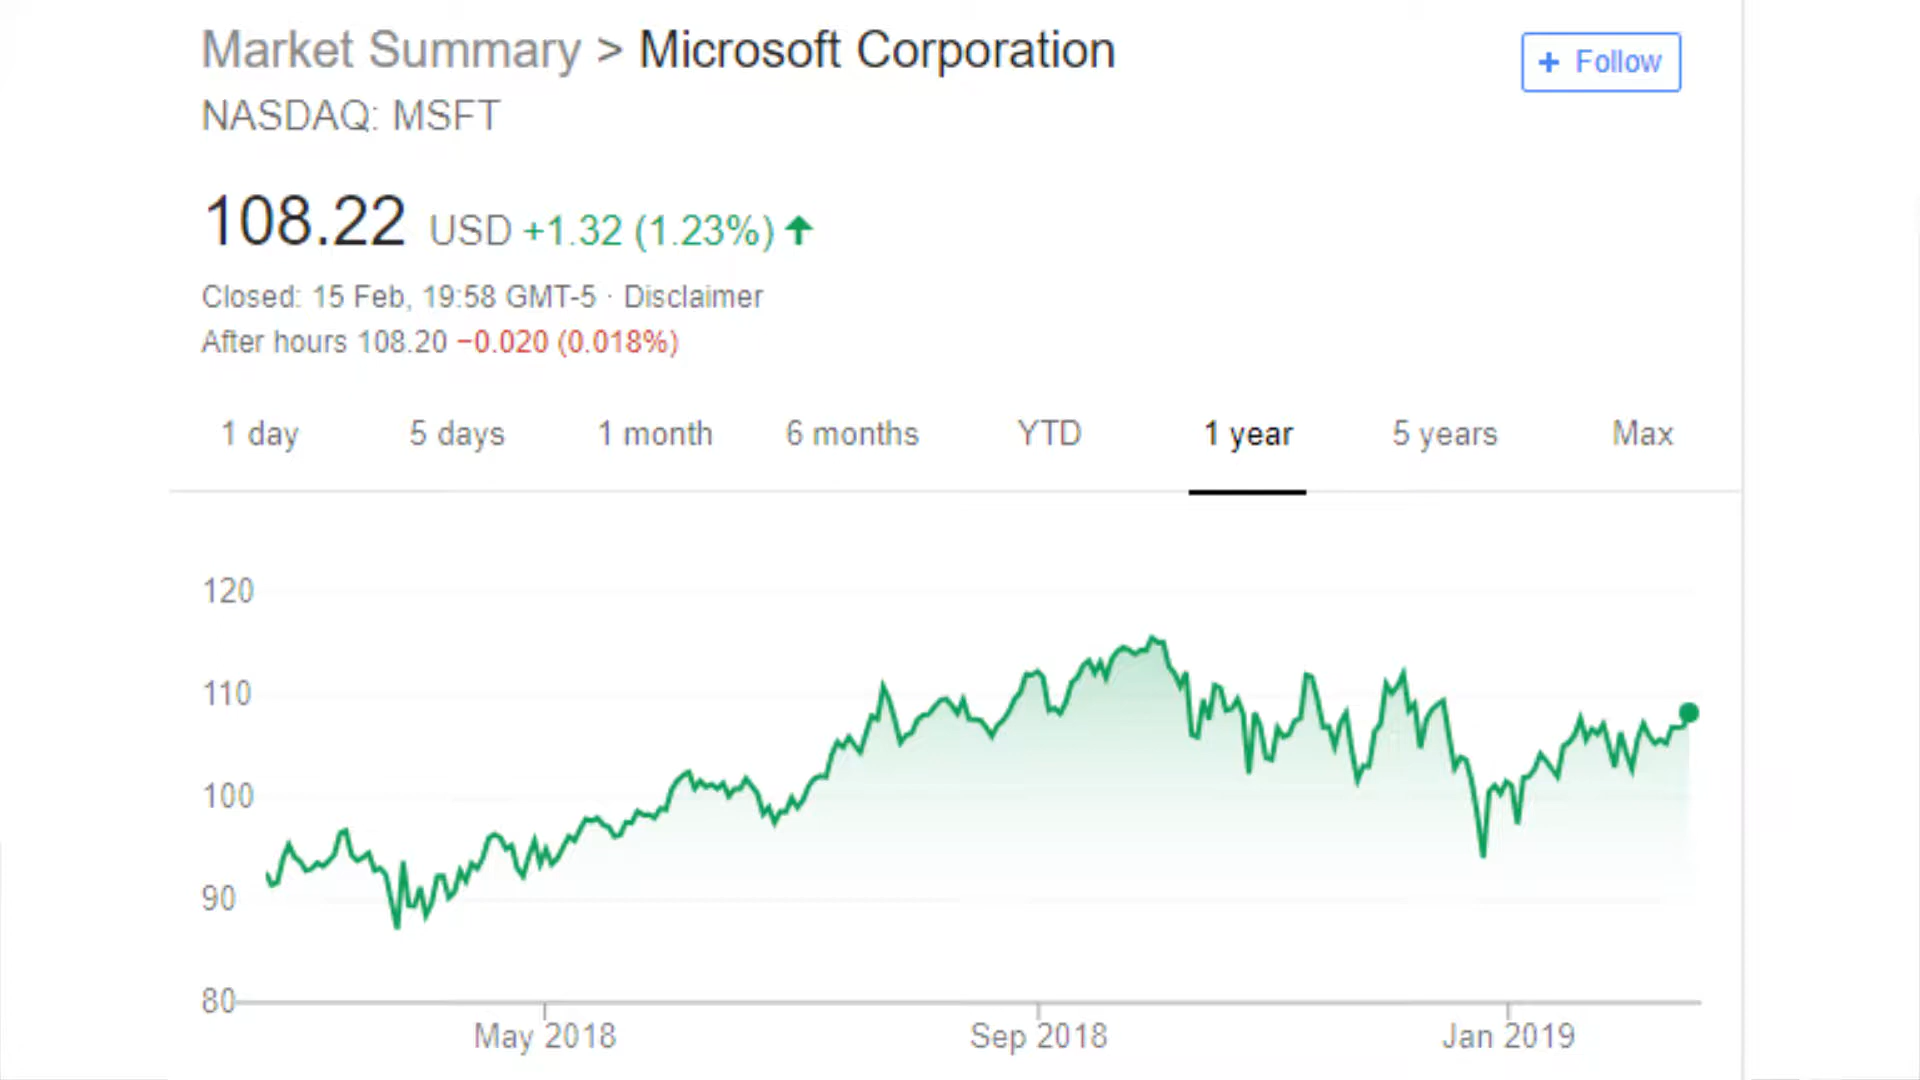 Market Summary > Microsoft Corporation
+ Follow
NASDAQ: MSFT
108.22 USD +1.32 (1.23%)
Closed: 15 Feb, 19:58 GMT-5 · Disclaimer
After hours 108.20 −0.020 (0.018%)
1 day 5 days 1 month 6 months YTD 1 year 5 years Max
120
110
100
90
80
May 2018 Sep 2018 Jan 2019